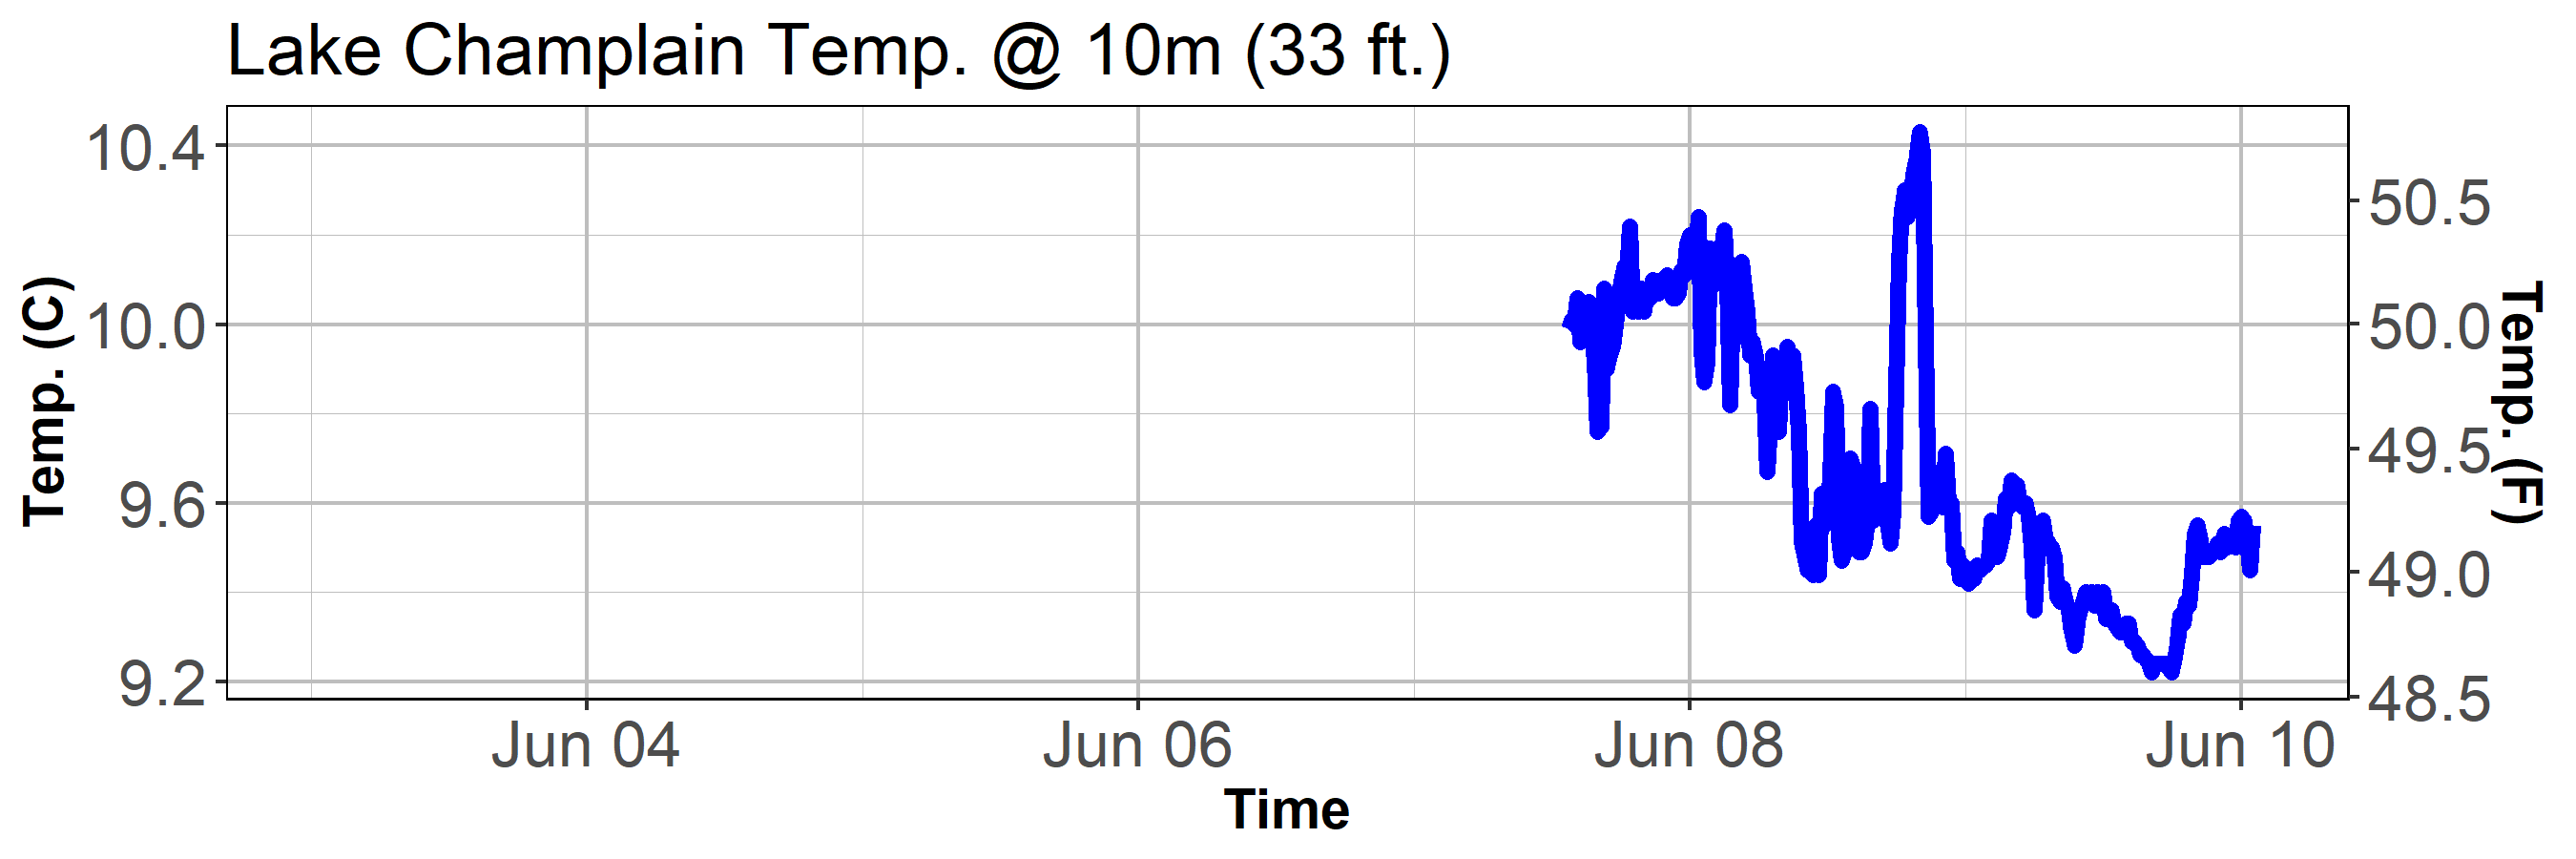 Lake Champlain Temp. @ 10m (33 ft.)
10.4
10.0
9.6
9.2
Temp. (C)
50.5
50.0
49.5
49.0
48.5
Temp. (F)
Jun 04
Jun 06
Jun 08
Jun 10
Time